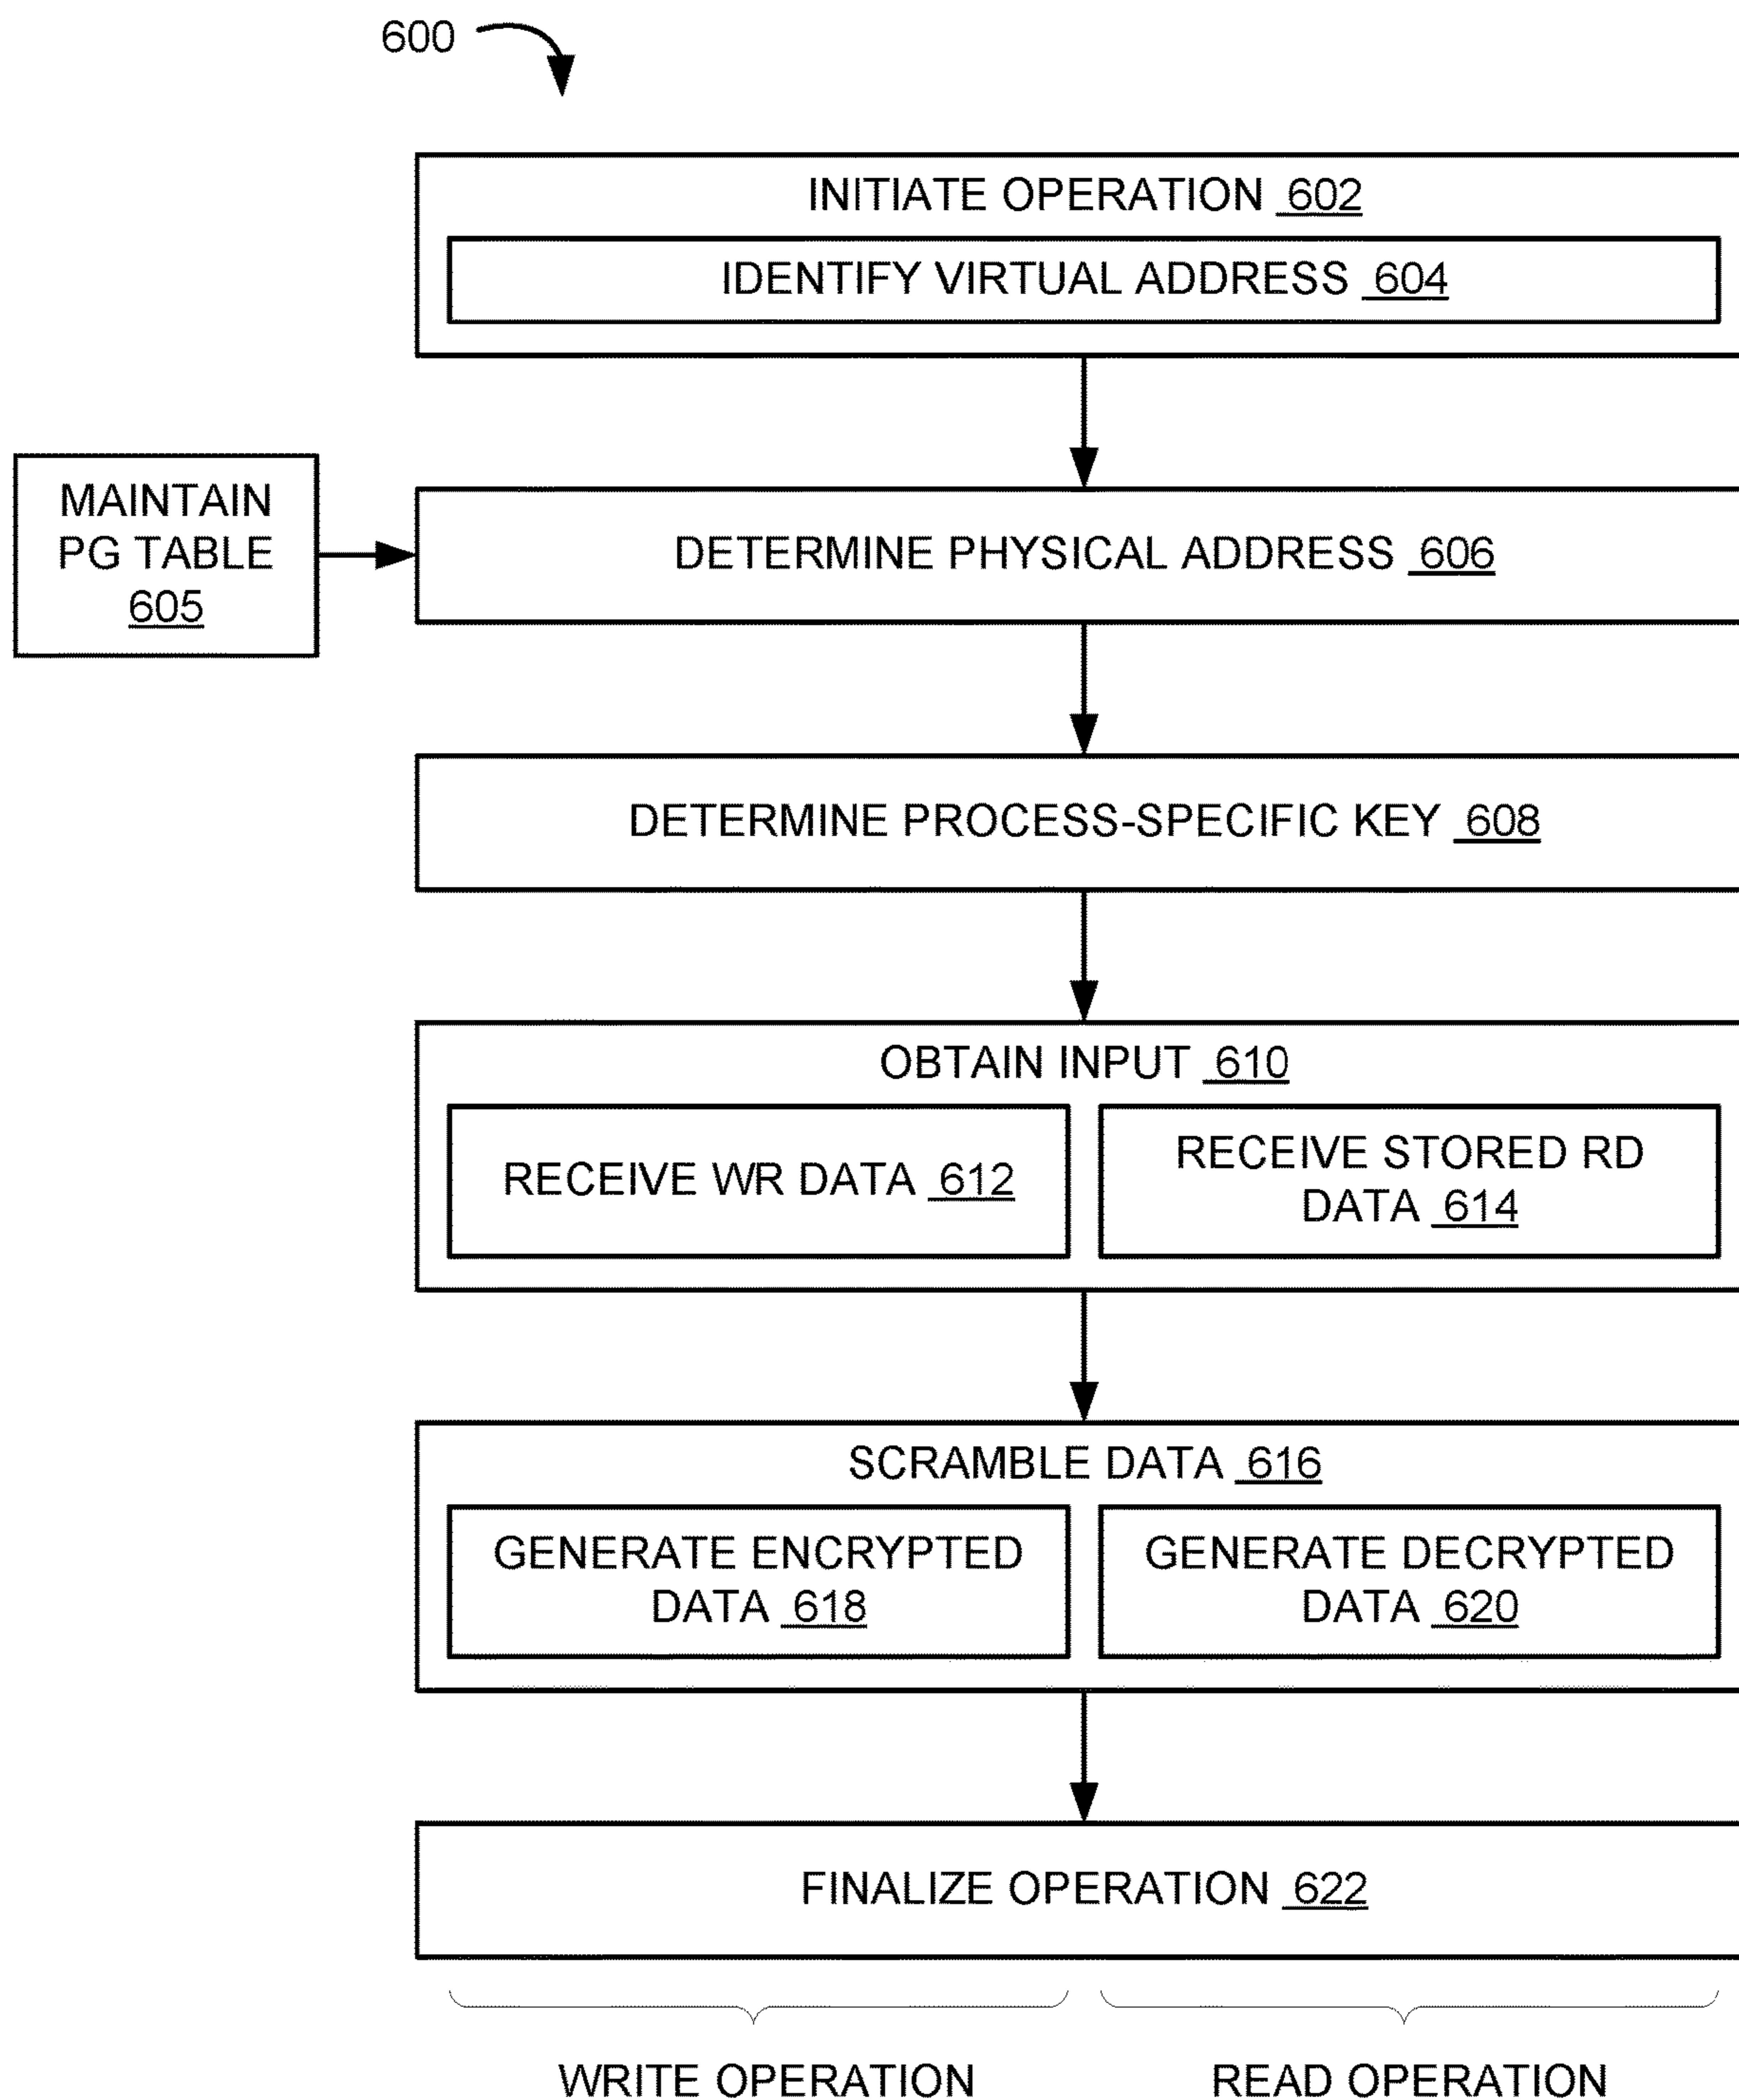 600
INITIATE OPERATION 602
IDENTIFY VIRTUAL ADDRESS 604
MAINTAIN
PG TABLE
605
DETERMINE PHYSICAL ADDRESS 606
DETERMINE PROCESS-SPECIFIC KEY 608
OBTAIN INPUT 610
RECEIVE WR DATA 612
RECEIVE STORED RD
DATA 614
SCRAMBLE DATA 616
GENERATE ENCRYPTED
DATA 618
GENERATE DECRYPTED
DATA 620
FINALIZE OPERATION 622
WRITE OPERATION
READ OPERATION